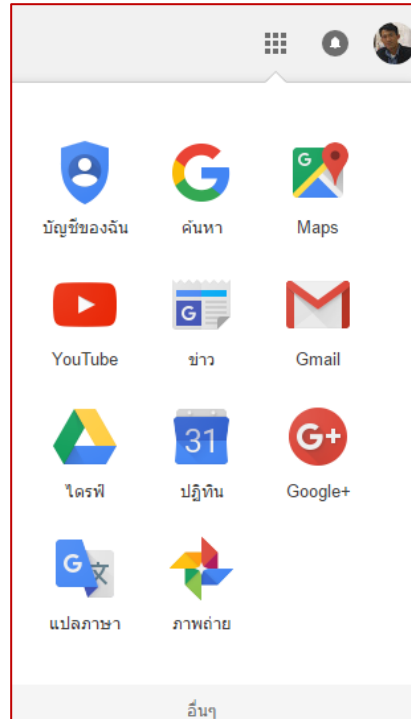 บัญชีของฉัน ค้นหา Maps
G
YouTube ข่าว Gmail
G
31 G+
ไดรฟ์ ปฏิทิน Google+
G 文
แปลภาษา ภาพถ่าย
อื่นๆ